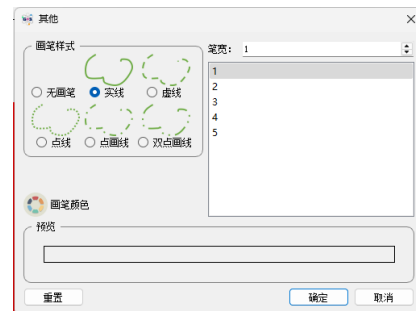 其他
画笔样式
笔宽： 1
无画笔 实线 虚线
点线 点画线 双点画线
1
2
3
4
5
画笔颜色
预览
重置 确定 取消